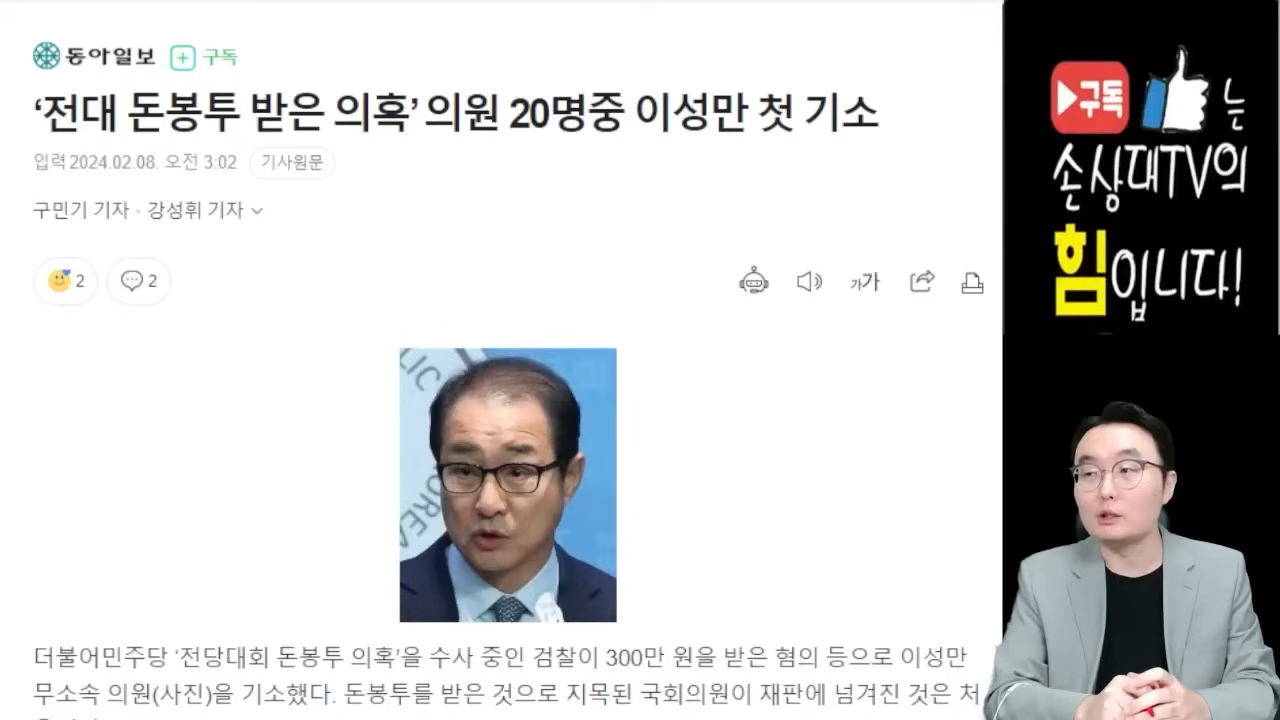 동아일보 구독
‘전대 돈봉투 받은 의혹’ 의원 20명중 이성만 첫 기소
입력 2024.02.08. 오전 3:02 기사원문
구민기 기자 · 강성휘 기자
2 2
가가
더불어민주당 ‘전당대회 돈봉투 의혹’을 수사 중인 검찰이 300만 원을 받은 혐의 등으로 이성만
무소속 의원(사진)을 기소했다. 돈봉투를 받은 것으로 지목된 국회의원이 재판에 넘겨진 것은 처
구독 는
손상대TV의
힘입니다!